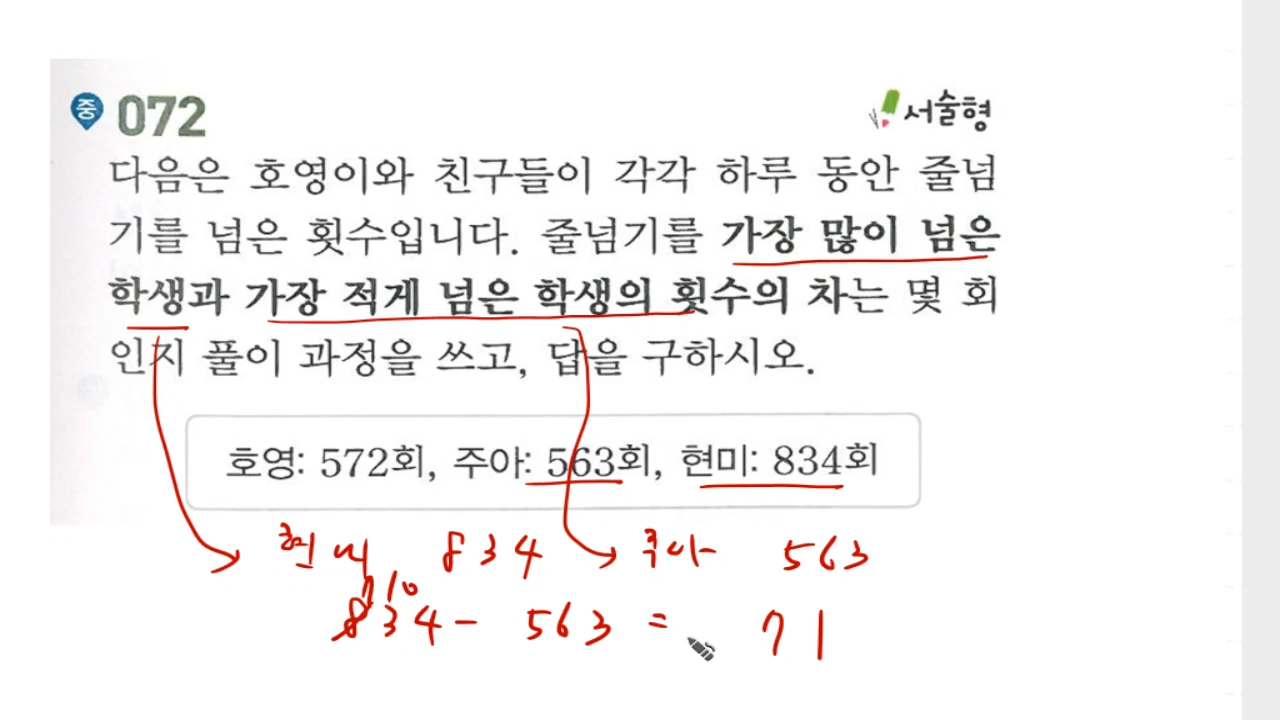 중 072 서술형
다음은 호영이와 친구들이 각각 하루 동안 줄넘
기를 넘은 횟수입니다. 줄넘기를 가장 많이 넘은
학생과 가장 적게 넘은 학생의 횟수의 차는 몇 회
인지 풀이 과정을 쓰고, 답을 구하시오.
호영: 572회, 주아: 563회, 현미: 834회
현미 834 주아 563
7 10
834 - 563 = 71